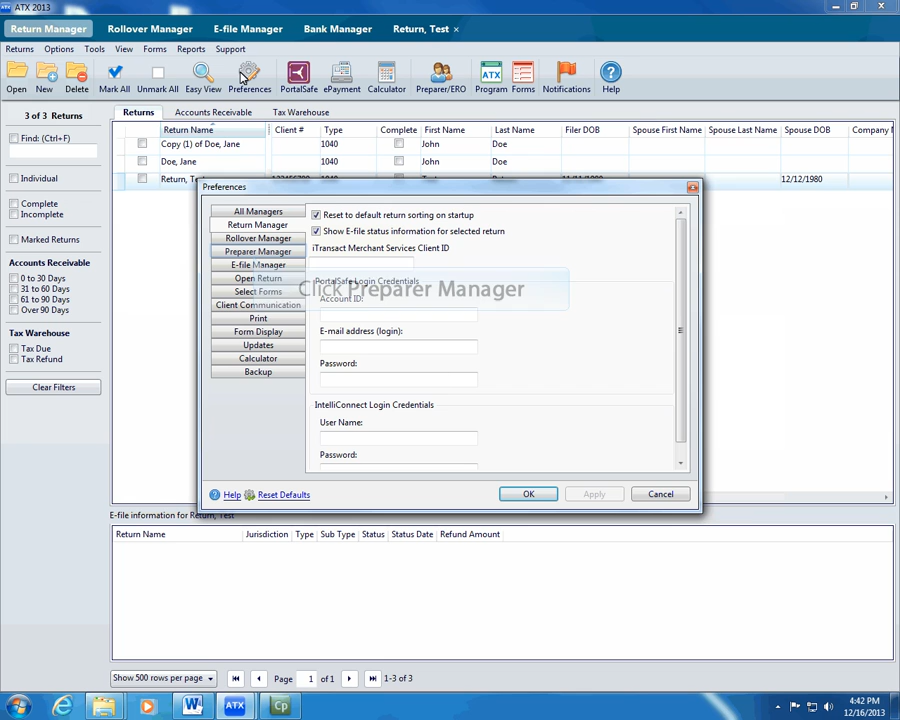 ATX 2013
Return Manager Rollover Manager E-file Manager Bank Manager Return, Test ×
Returns Options Tools View Forms Reports Support
Open New Delete Mark All Unmark All Easy View Preferences PortalSafe ePayment Calculator Preparer/ERO ATX Program Forms Notifications Help
3 of 3 Returns
Returns Accounts Receivable Tax Warehouse
Find: (Ctrl+F)
Return Name Client # Type Complete First Name Last Name Filer DOB Spouse First Name Spouse Last Name Spouse DOB Company
Copy (1) of Doe, Jane 1040 John Doe
Doe, Jane 1040 John Doe
Return, 12/12/1980
Individual
Complete
Incomplete
Marked Returns
Accounts Receivable
0 to 30 Days
31 to 60 Days
61 to 90 Days
Over 90 Days
Tax Warehouse
Tax Due
Tax Refund
Clear Filters
Preferences
All Managers
Return Manager
Rollover Manager
Preparer Manager
E-file Manager
Open Return
Select Forms
Client Communication
Print
Form Display
Updates
Calculator
Backup
Reset to default return sorting on startup
Show E-file status information for selected return
iTransact Merchant Services Client ID
PortalSafe Login Credentials
Click Preparer Manager
Account ID:
E-mail address (login):
Password:
IntelliConnect Login Credentials
User Name:
Password:
Help Reset Defaults OK Apply Cancel
E-file information for Return, Test
Return Name Jurisdiction Type Sub Type Status Status Date Refund Amount
Show 500 rows per page Page 1 of 1 1-3 of 3
W ATX Cp
4:42 PM
12/16/2013